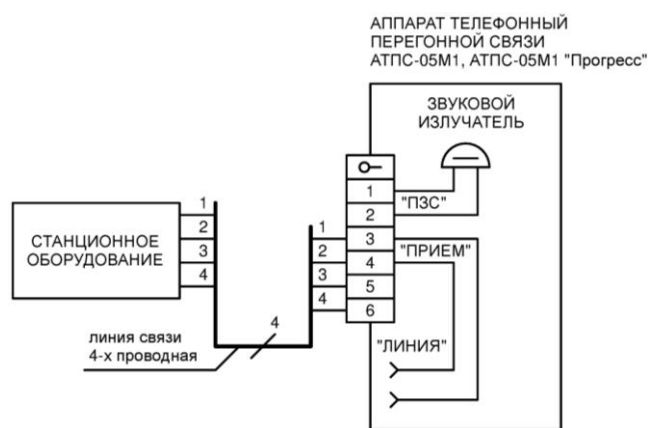 АППАРАТ ТЕЛЕФОННЫЙ
ПЕРЕГОННОЙ СВЯЗИ
АТПС-05М1, АТПС-05М1 "Прогресс"
ЗВУКОВОЙ
ИЗЛУЧАТЕЛЬ
СТАНЦИОННОЕ
ОБОРУДОВАНИЕ
1
2
3
4
линия связи
4-х проводная
4
1
2
3
4
1
2
3
4
5
6
"ПЗС"
"ПРИЕМ"
"ЛИНИЯ"